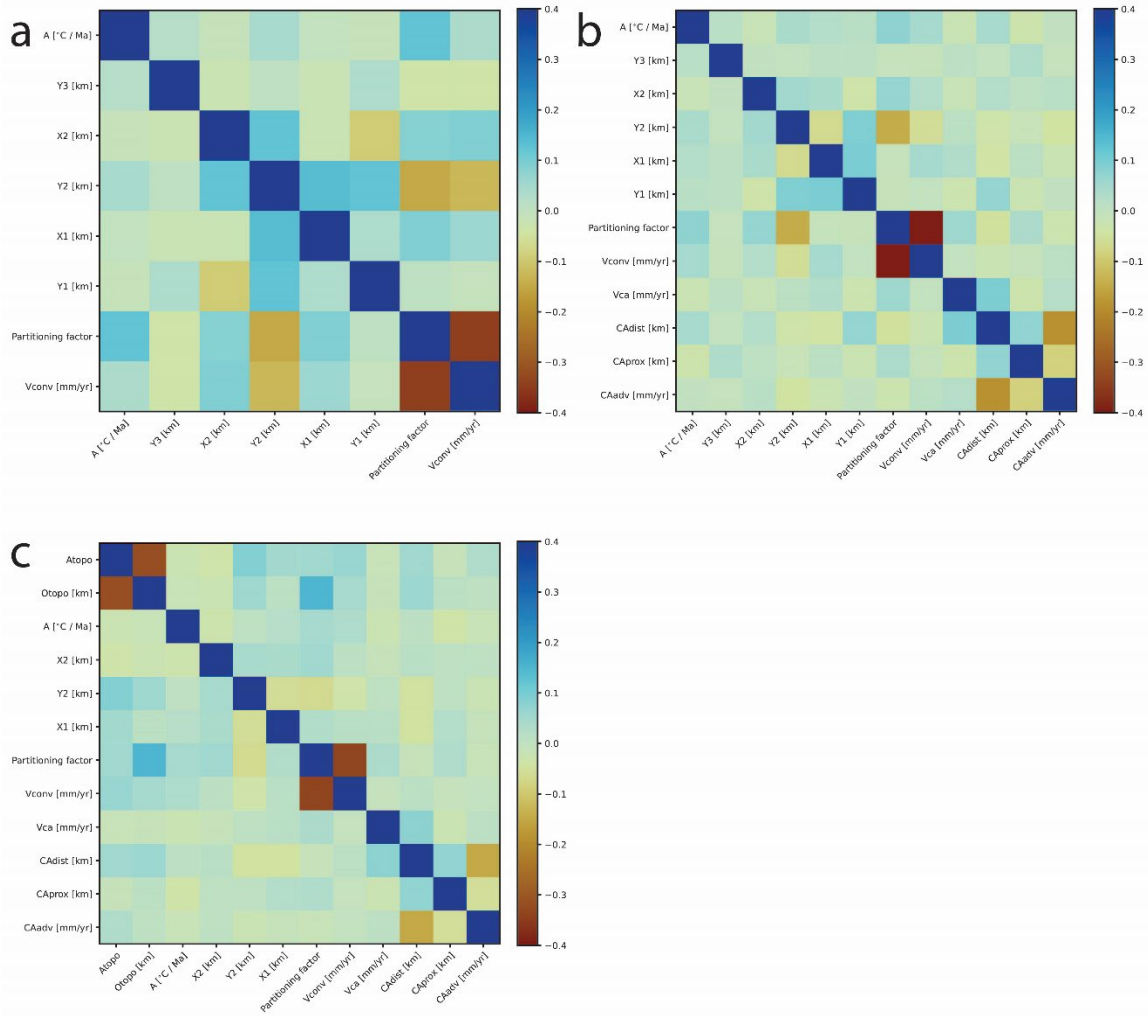 a
A [°C / Ma]
Y3 [km]
X2 [km]
Y2 [km]
X1 [km]
Y1 [km]
Partitioning factor
Vconv [mm/yr]
A [°C / Ma]
Y3 [km]
X2 [km]
Y2 [km]
X1 [km]
Y1 [km]
Partitioning factor
Vconv [mm/yr]
0.4
0.3
0.2
0.1
0.0
−0.1
−0.2
−0.3
−0.4
b
A [°C / Ma]
Y3 [km]
X2 [km]
Y2 [km]
X1 [km]
Y1 [km]
Partitioning factor
Vconv [mm/yr]
Vca [mm/yr]
CAdist [km]
CAprox [km]
CAadv [mm/yr]
A [°C / Ma]
Y3 [km]
X2 [km]
Y2 [km]
X1 [km]
Y1 [km]
Partitioning factor
Vconv [mm/yr]
Vca [mm/yr]
CAdist [km]
CAprox [km]
CAadv [mm/yr]
0.4
0.3
0.2
0.1
0.0
−0.1
−0.2
−0.3
−0.4
c
Atopo
Otopo [km]
A [°C / Ma]
X2 [km]
Y2 [km]
X1 [km]
Partitioning factor
Vconv [mm/yr]
Vca [mm/yr]
CAdist [km]
CAprox [km]
CAadv [mm/yr]
Atopo
Otopo [km]
A [°C / Ma]
X2 [km]
Y2 [km]
X1 [km]
Partitioning factor
Vconv [mm/yr]
Vca [mm/yr]
CAdist [km]
CAprox [km]
CAadv [mm/yr]
0.4
0.3
0.2
0.1
0.0
−0.1
−0.2
−0.3
−0.4